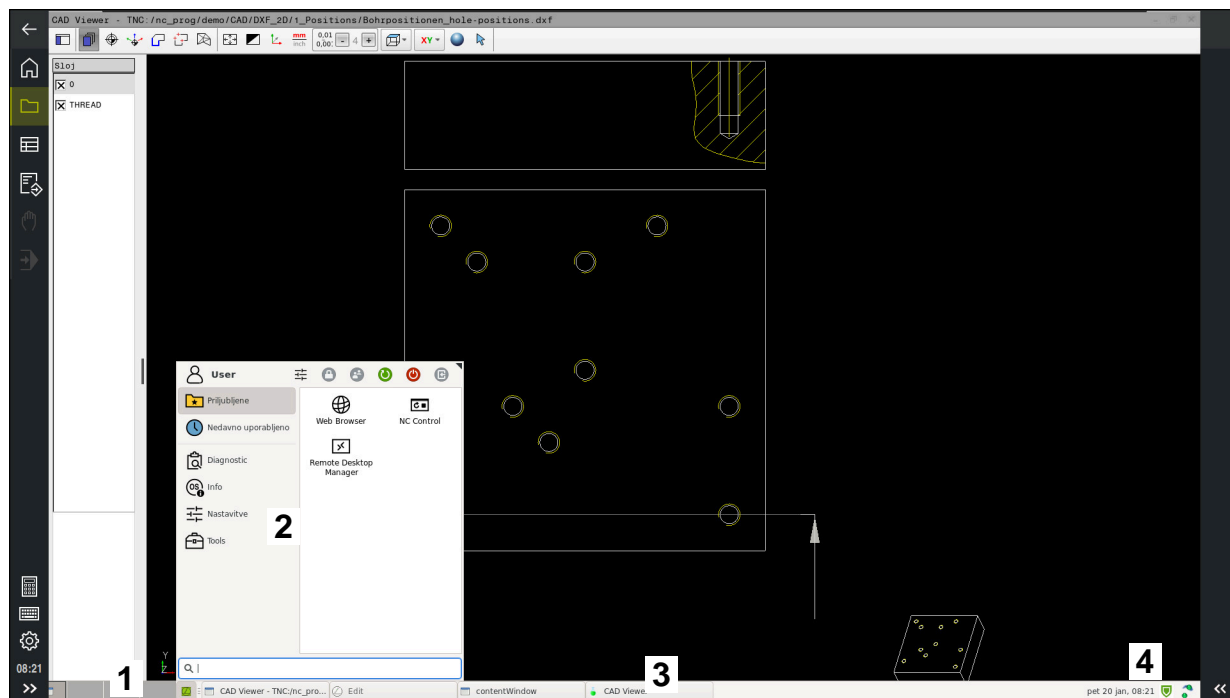 CAD Viewer - TNC:/nc_prog/demo/CAD/DXF_2D/1_Positions/Bohrpositionen_hole-positions.dxf
mm
inch
0,01
0,00:
- 4 +
XY
Sloj
0
THREAD
User
Priljubljene
Nedavno uporabljeno
Diagnostic
Info
Nastavitve
Tools
Web Browser
NC Control
Remote Desktop
Manager
2
Y
Z
08:21
1
CAD Viewer - TNC:/nc_pro...
Edit
contentWindow
3
CAD Viewe
4
pet 20 jan, 08:21